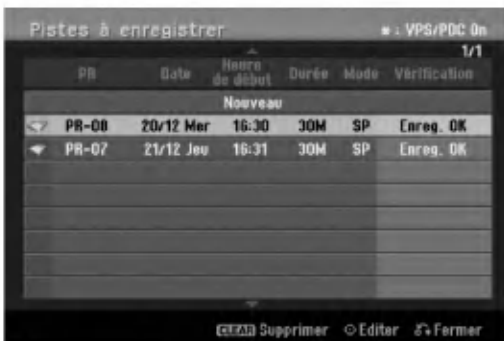 Pistes à enregistrer ⁎ : VPS/PDC On
1/1
PR Date Heure de début Durée Mode Vérification
Nouveau
PR-08 20/12 Mer 16:30 30M SP Enreg. OK
PR-07 21/12 Jeu 16:31 30M SP Enreg. OK
CLEAR Supprimer Editer Fermer